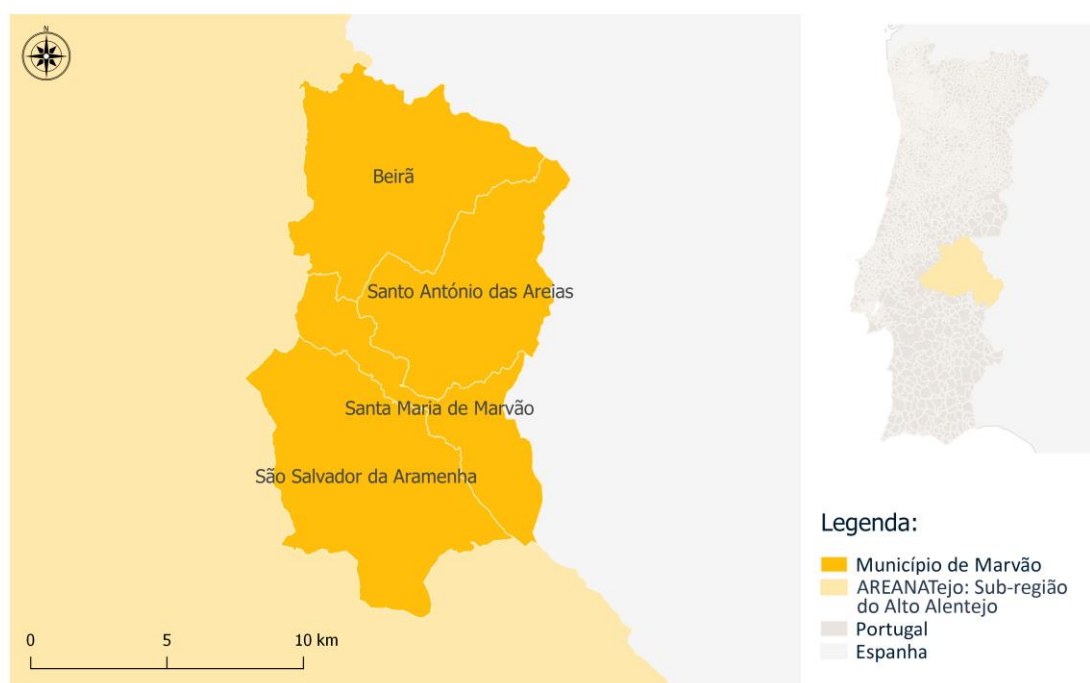 N
Beirã
Santo António das Areias
Santa Maria de Marvão
São Salvador da Aramenha
0 5 10 km
Legenda:
Município de Marvão
AREANATejo: Sub-região
do Alto Alentejo
Portugal
Espanha